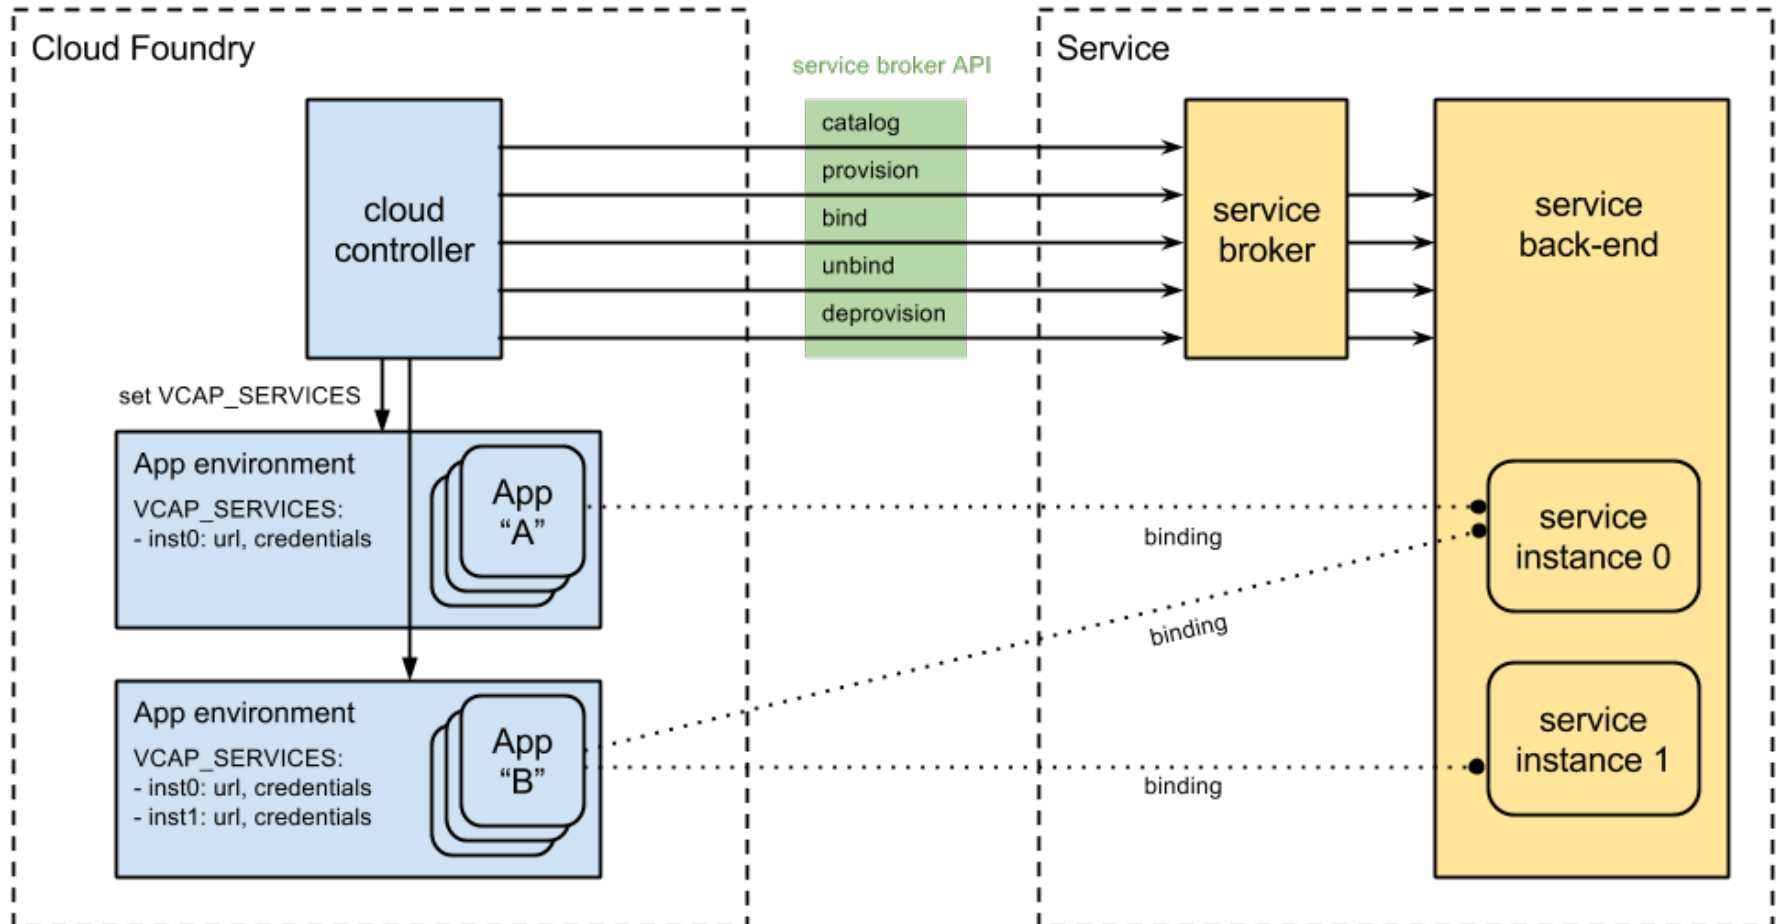 Cloud Foundry
service broker API
Service
catalog
provision
bind
unbind
deprovision
cloud
controller
service
broker
service
back-end
set VCAP_SERVICES
App environment
VCAP_SERVICES:
- inst0: url, credentials
App
“A”
binding
service
instance 0
binding
App environment
VCAP_SERVICES:
- inst0: url, credentials
- inst1: url, credentials
App
“B”
binding
service
instance 1